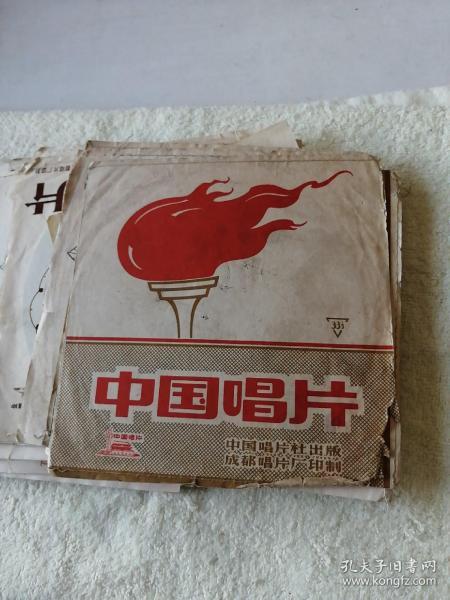 33⅓
中国唱片
中国唱片
中国唱片社出版
成都唱片厂印制
片
孔夫子旧书网
www.kongfz.com